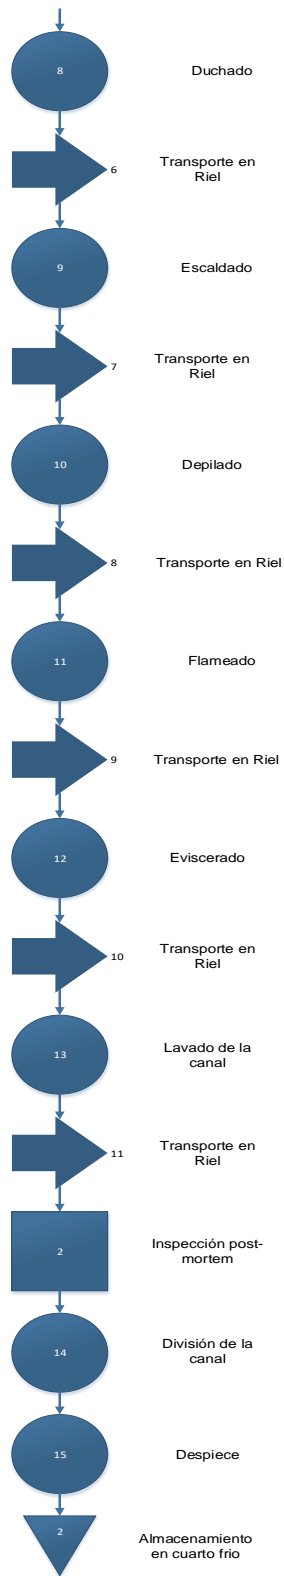 8
Duchado
6
Transporte en
Riel
9
Escaldado
7
Transporte en
Riel
10
Depilado
8
Transporte en Riel
11
Flameado
9
Transporte en Riel
12
Eviscerado
10
Transporte en
Riel
13
Lavado de la
canal
11
Transporte en
Riel
2
Inspección post-
mortem
14
División de la
canal
15
Despiece
2
Almacenamiento
en cuarto frio